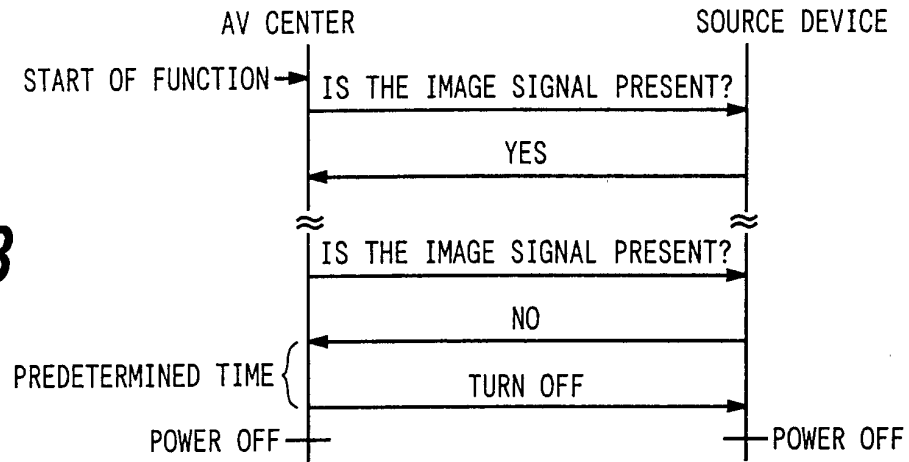 AV CENTER
SOURCE DEVICE
START OF FUNCTION
IS THE IMAGE SIGNAL PRESENT?
YES
IS THE IMAGE SIGNAL PRESENT?
NO
PREDETERMINED TIME
TURN OFF
POWER OFF
POWER OFF